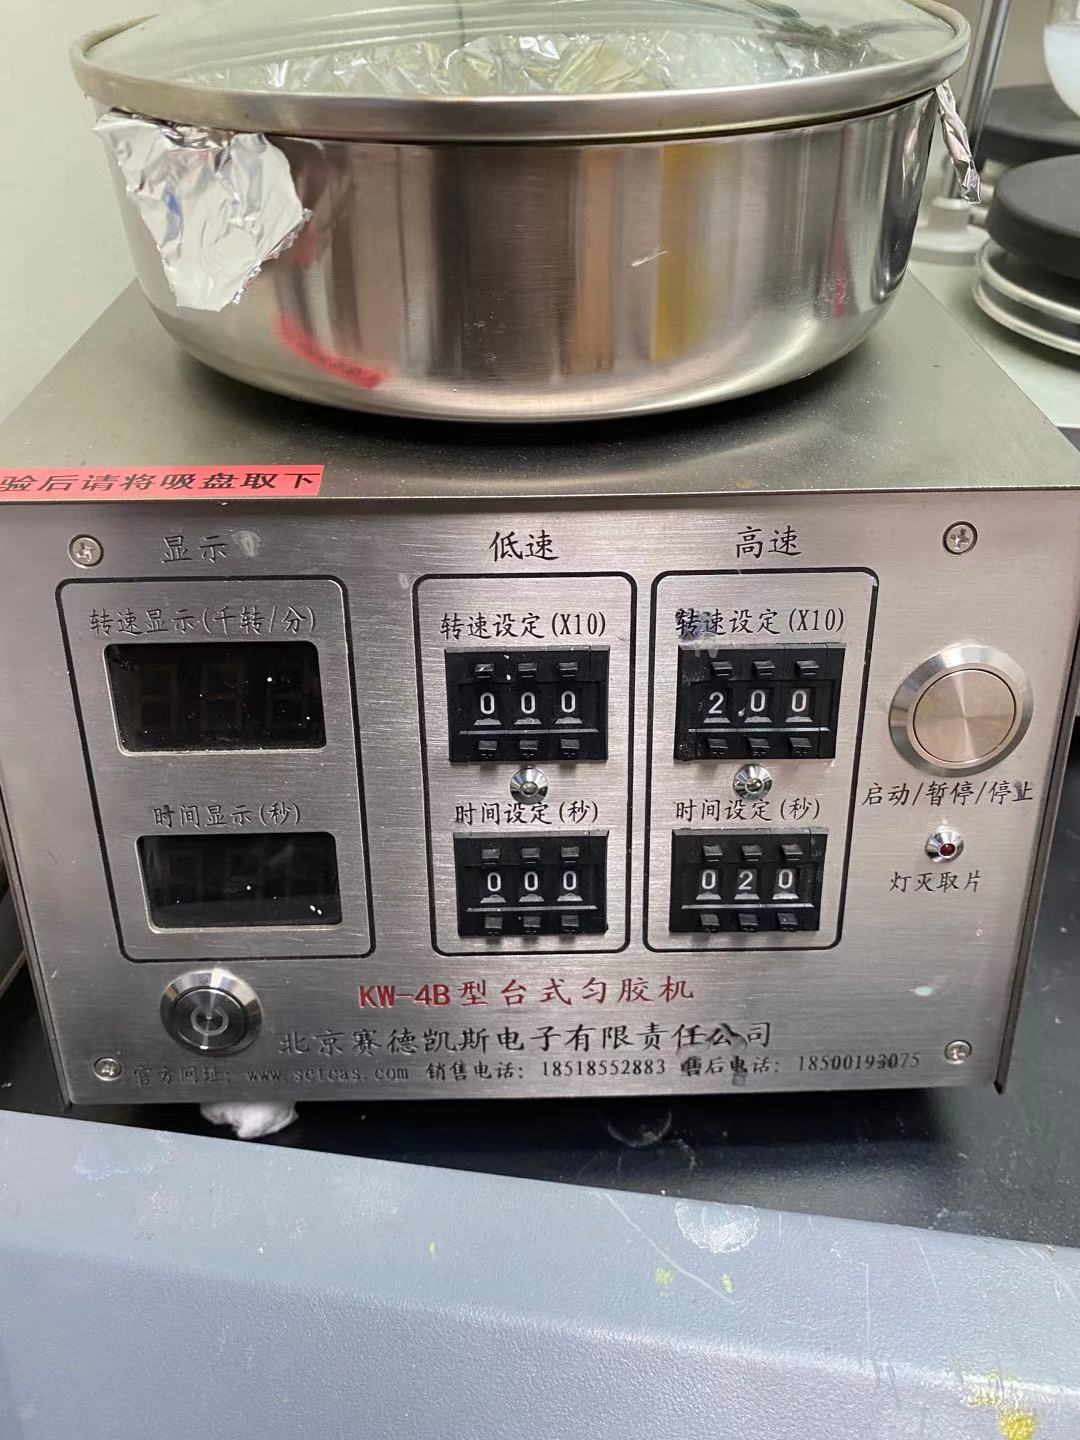 验后请将吸盘取下
显示
低速
高速
转速显示(千转/分)
转速设定(X10)
转速设定(X10)
000
2.00
时间显示(秒)
时间设定(秒)
时间设定(秒)
启动/暂停/停止
000
020
灯灭取片
KW-4B型台式匀胶机
北京赛德凯斯电子有限责任公司
官方网址: www.sctcas.com 销售电话: 18518552883 售后电话: 18500193075